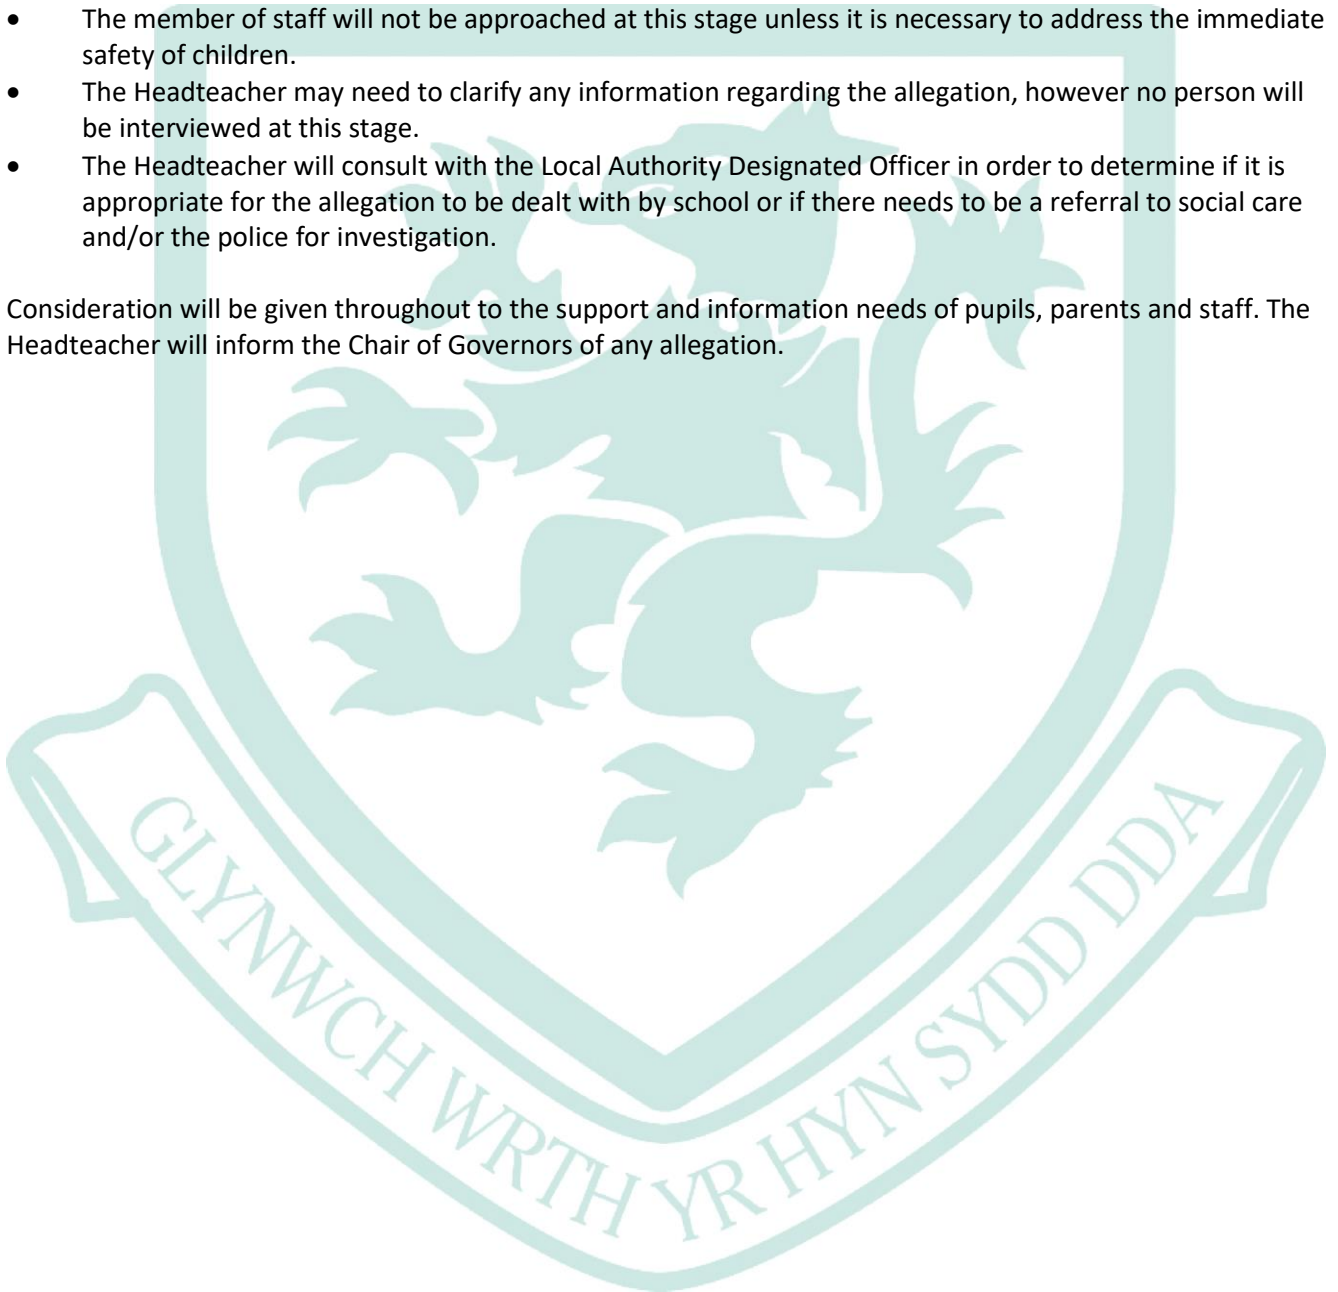 • The member of staff will not be approached at this stage unless it is necessary to address the immediate
safety of children.
• The Headteacher may need to clarify any information regarding the allegation, however no person will
be interviewed at this stage.
• The Headteacher will consult with the Local Authority Designated Officer in order to determine if it is
appropriate for the allegation to be dealt with by school or if there needs to be a referral to social care
and/or the police for investigation.
Consideration will be given throughout to the support and information needs of pupils, parents and staff. The
Headteacher will inform the Chair of Governors of any allegation.
GLYNWCH WRTH YR HYN SYDD DDA